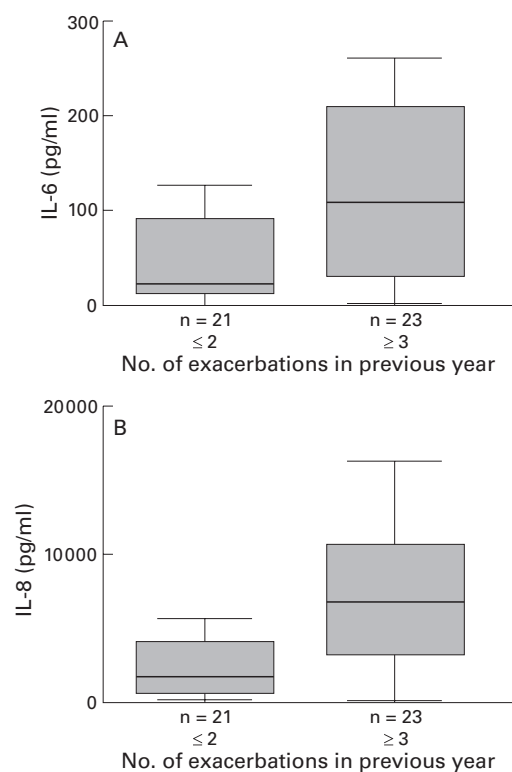 A
300
200
100
0
IL-6 (pg/ml)
n = 21 n = 23
≤ 2 ≥ 3
No. of exacerbations in previous year
B
20000
10000
0
IL-8 (pg/ml)
n = 21 n = 23
≤ 2 ≥ 3
No. of exacerbations in previous year